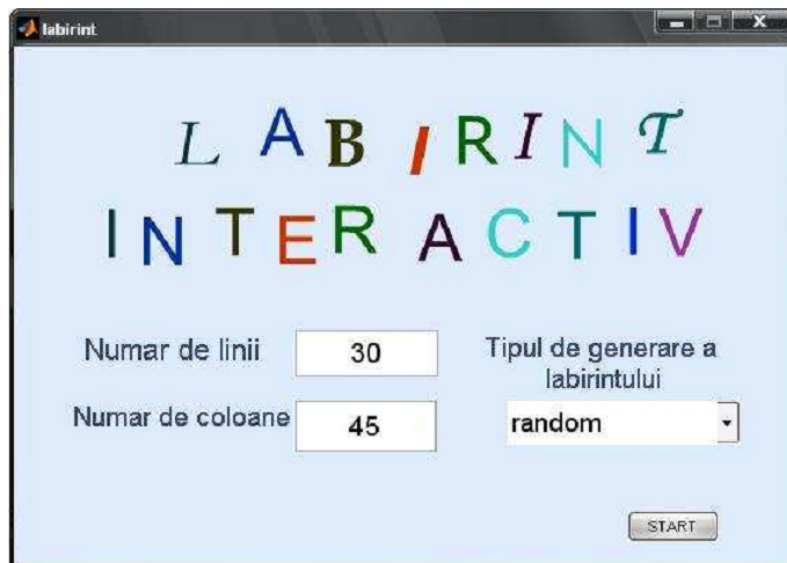 labirint
LABIRINT
INTERACTIV
Numar de linii
30
Tipul de generare a
labirintului
Numar de coloane
45
random
START